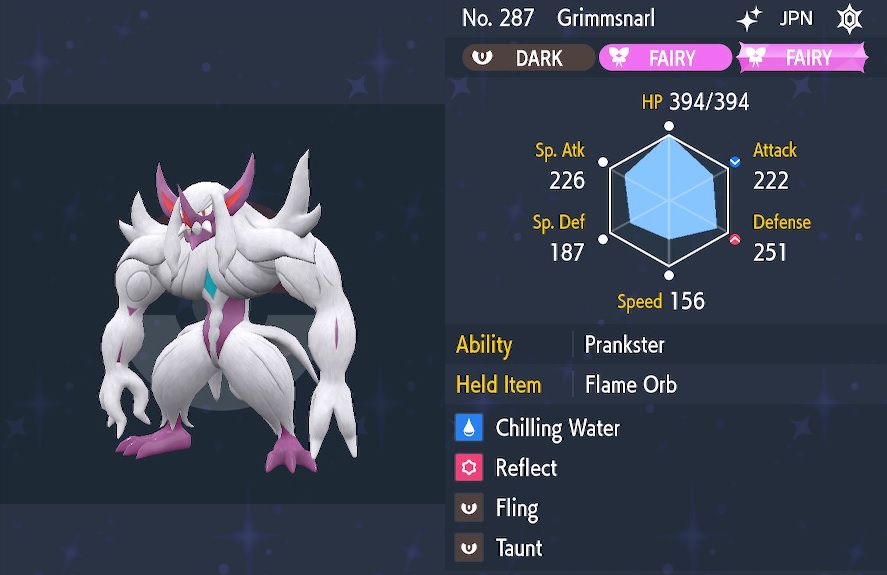 No. 287 Grimmsnarl JPN
DARK FAIRY FAIRY
HP 394/394
Sp. Atk
226
Attack
222
Sp. Def
187
Defense
251
Speed 156
Ability Prankster
Held Item Flame Orb
Chilling Water
Reflect
Fling
Taunt